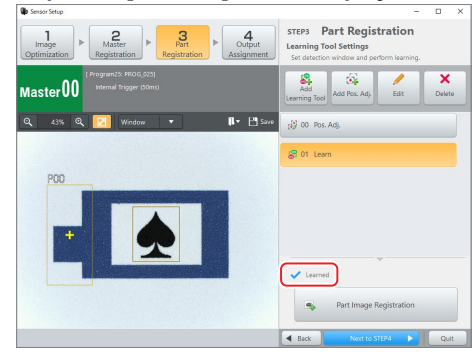 Sensor Setup
1
Image
Optimization
2
Master
Registration
3
Part
Registration
4
Output
Assignment
STEP3 Part Registration
Learning Tool Settings
Set detection window and perform learning.
Master00
[ Program25: PROG_025]
Internal Trigger (50ms)
Add
Learning Tool
Add Pos. Adj.
Edit
Delete
43%
Window
Save
00 Pos. Adj.
01 Learn
P00
Learned
Part Image Registration
Back
Next to STEP4
Quit